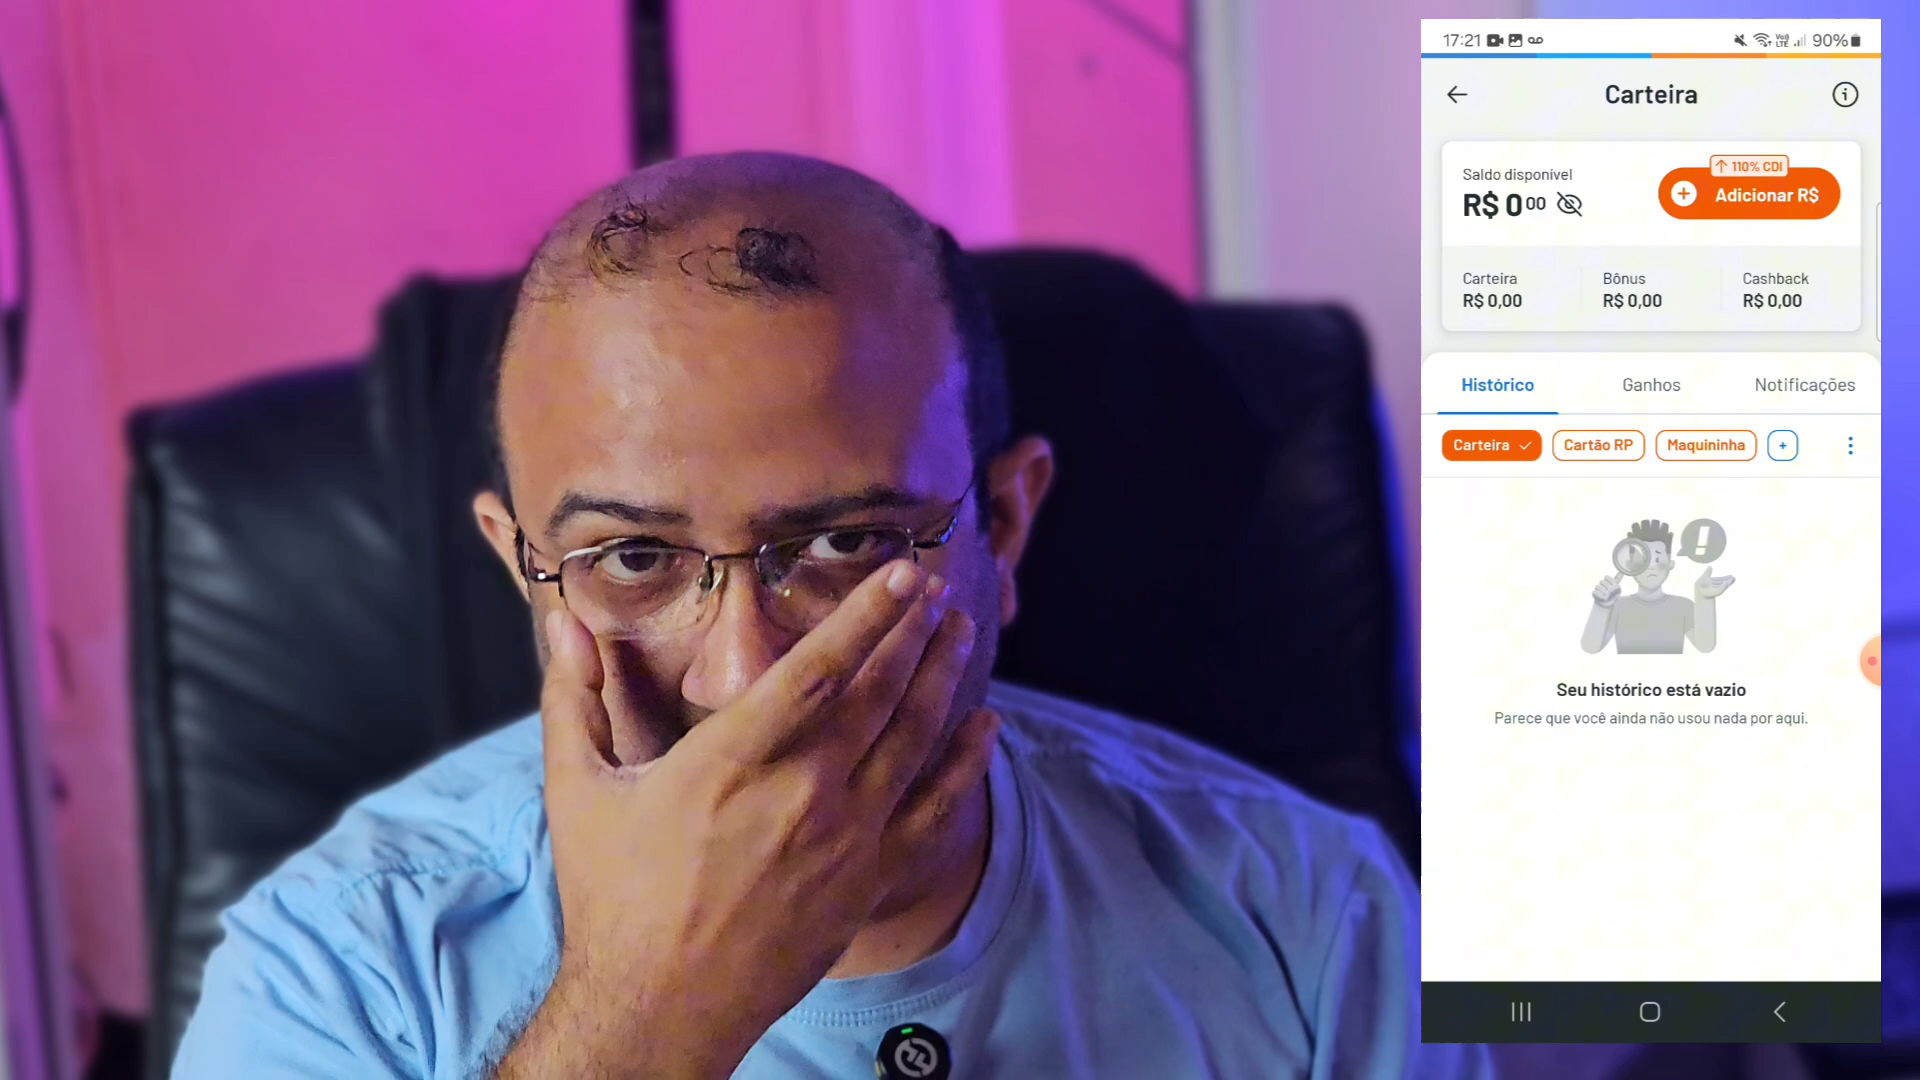 17:21
90%
Carteira
Saldo disponível
R$ 0 00
110% CDI
Adicionar R$
Carteira
R$ 0,00
Bônus
R$ 0,00
Cashback
R$ 0,00
Histórico
Ganhos
Notificações
Carteira
Cartão RP
Maquininha
+
Seu histórico está vazio
Parece que você ainda não usou nada por aqui.